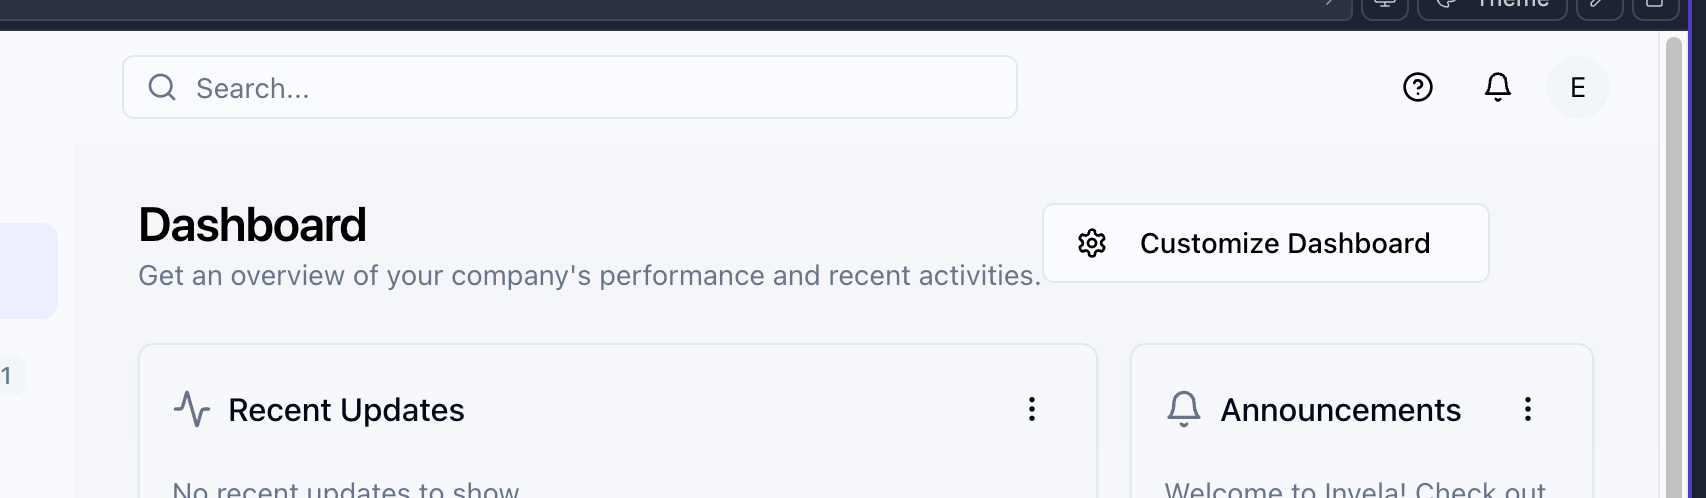 Theme
Search...
E
Dashboard
Get an overview of your company's performance and recent activities.
Customize Dashboard
1
Recent Updates
Announcements
No recent updates to show
Welcome to Invela! Check out